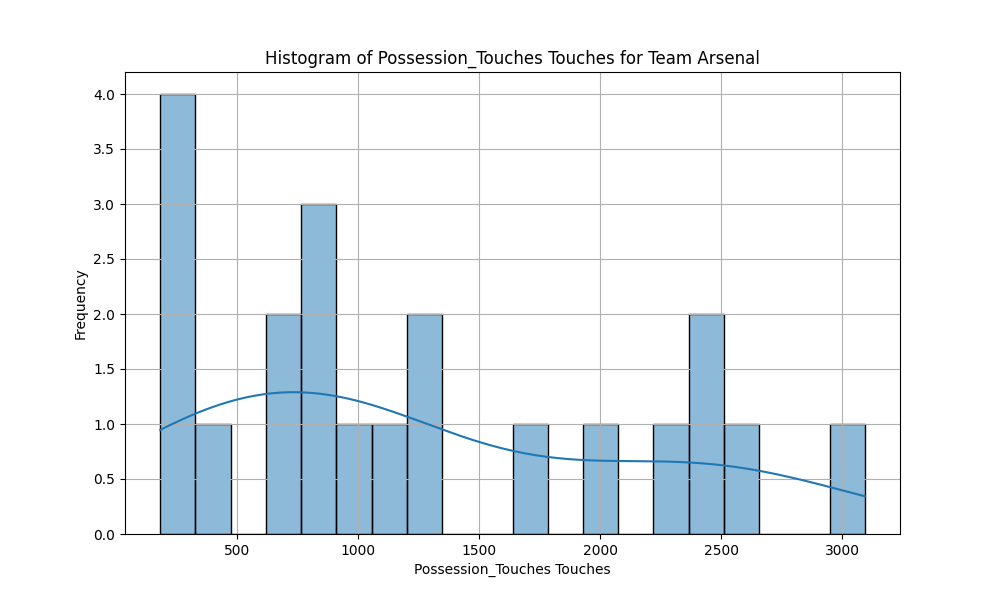 Histogram of Possession_Touches Touches for Team Arsenal
4.0
3.5
3.0
2.5
2.0
1.5
1.0
0.5
0.0
Frequency
500 1000 1500 2000 2500 3000
Possession_Touches Touches